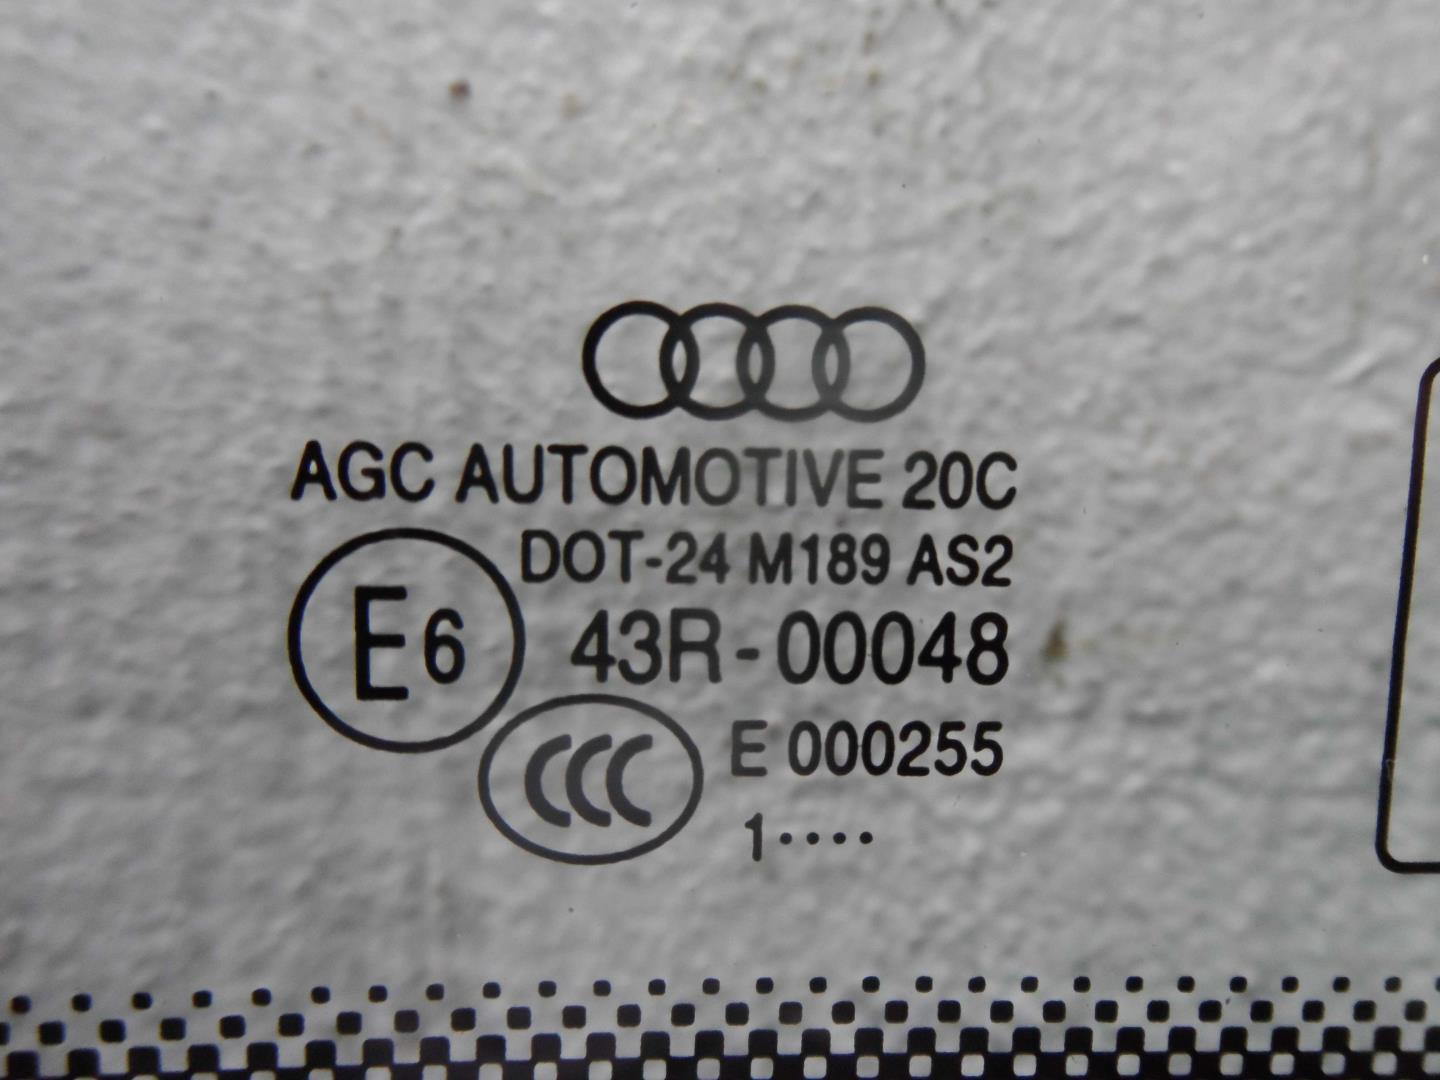 AGC AUTOMOTIVE 20C
DOT-24 M189 AS2
E6 43R-00048
CCC E 000255
1····